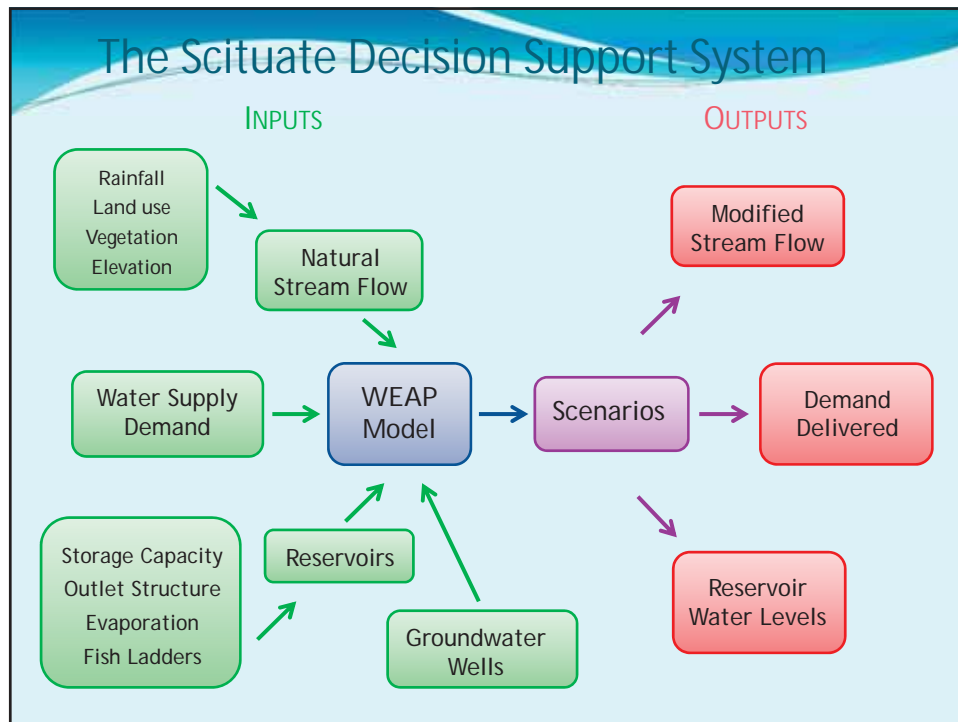 The Scituate Decision Support System
INPUTS
OUTPUTS
Rainfall
Land use
Vegetation
Elevation
Natural
Stream Flow
Modified
Stream Flow
Water Supply
Demand
WEAP
Model
Scenarios
Demand
Delivered
Storage Capacity
Outlet Structure
Evaporation
Fish Ladders
Reservoirs
Groundwater
Wells
Reservoir
Water Levels